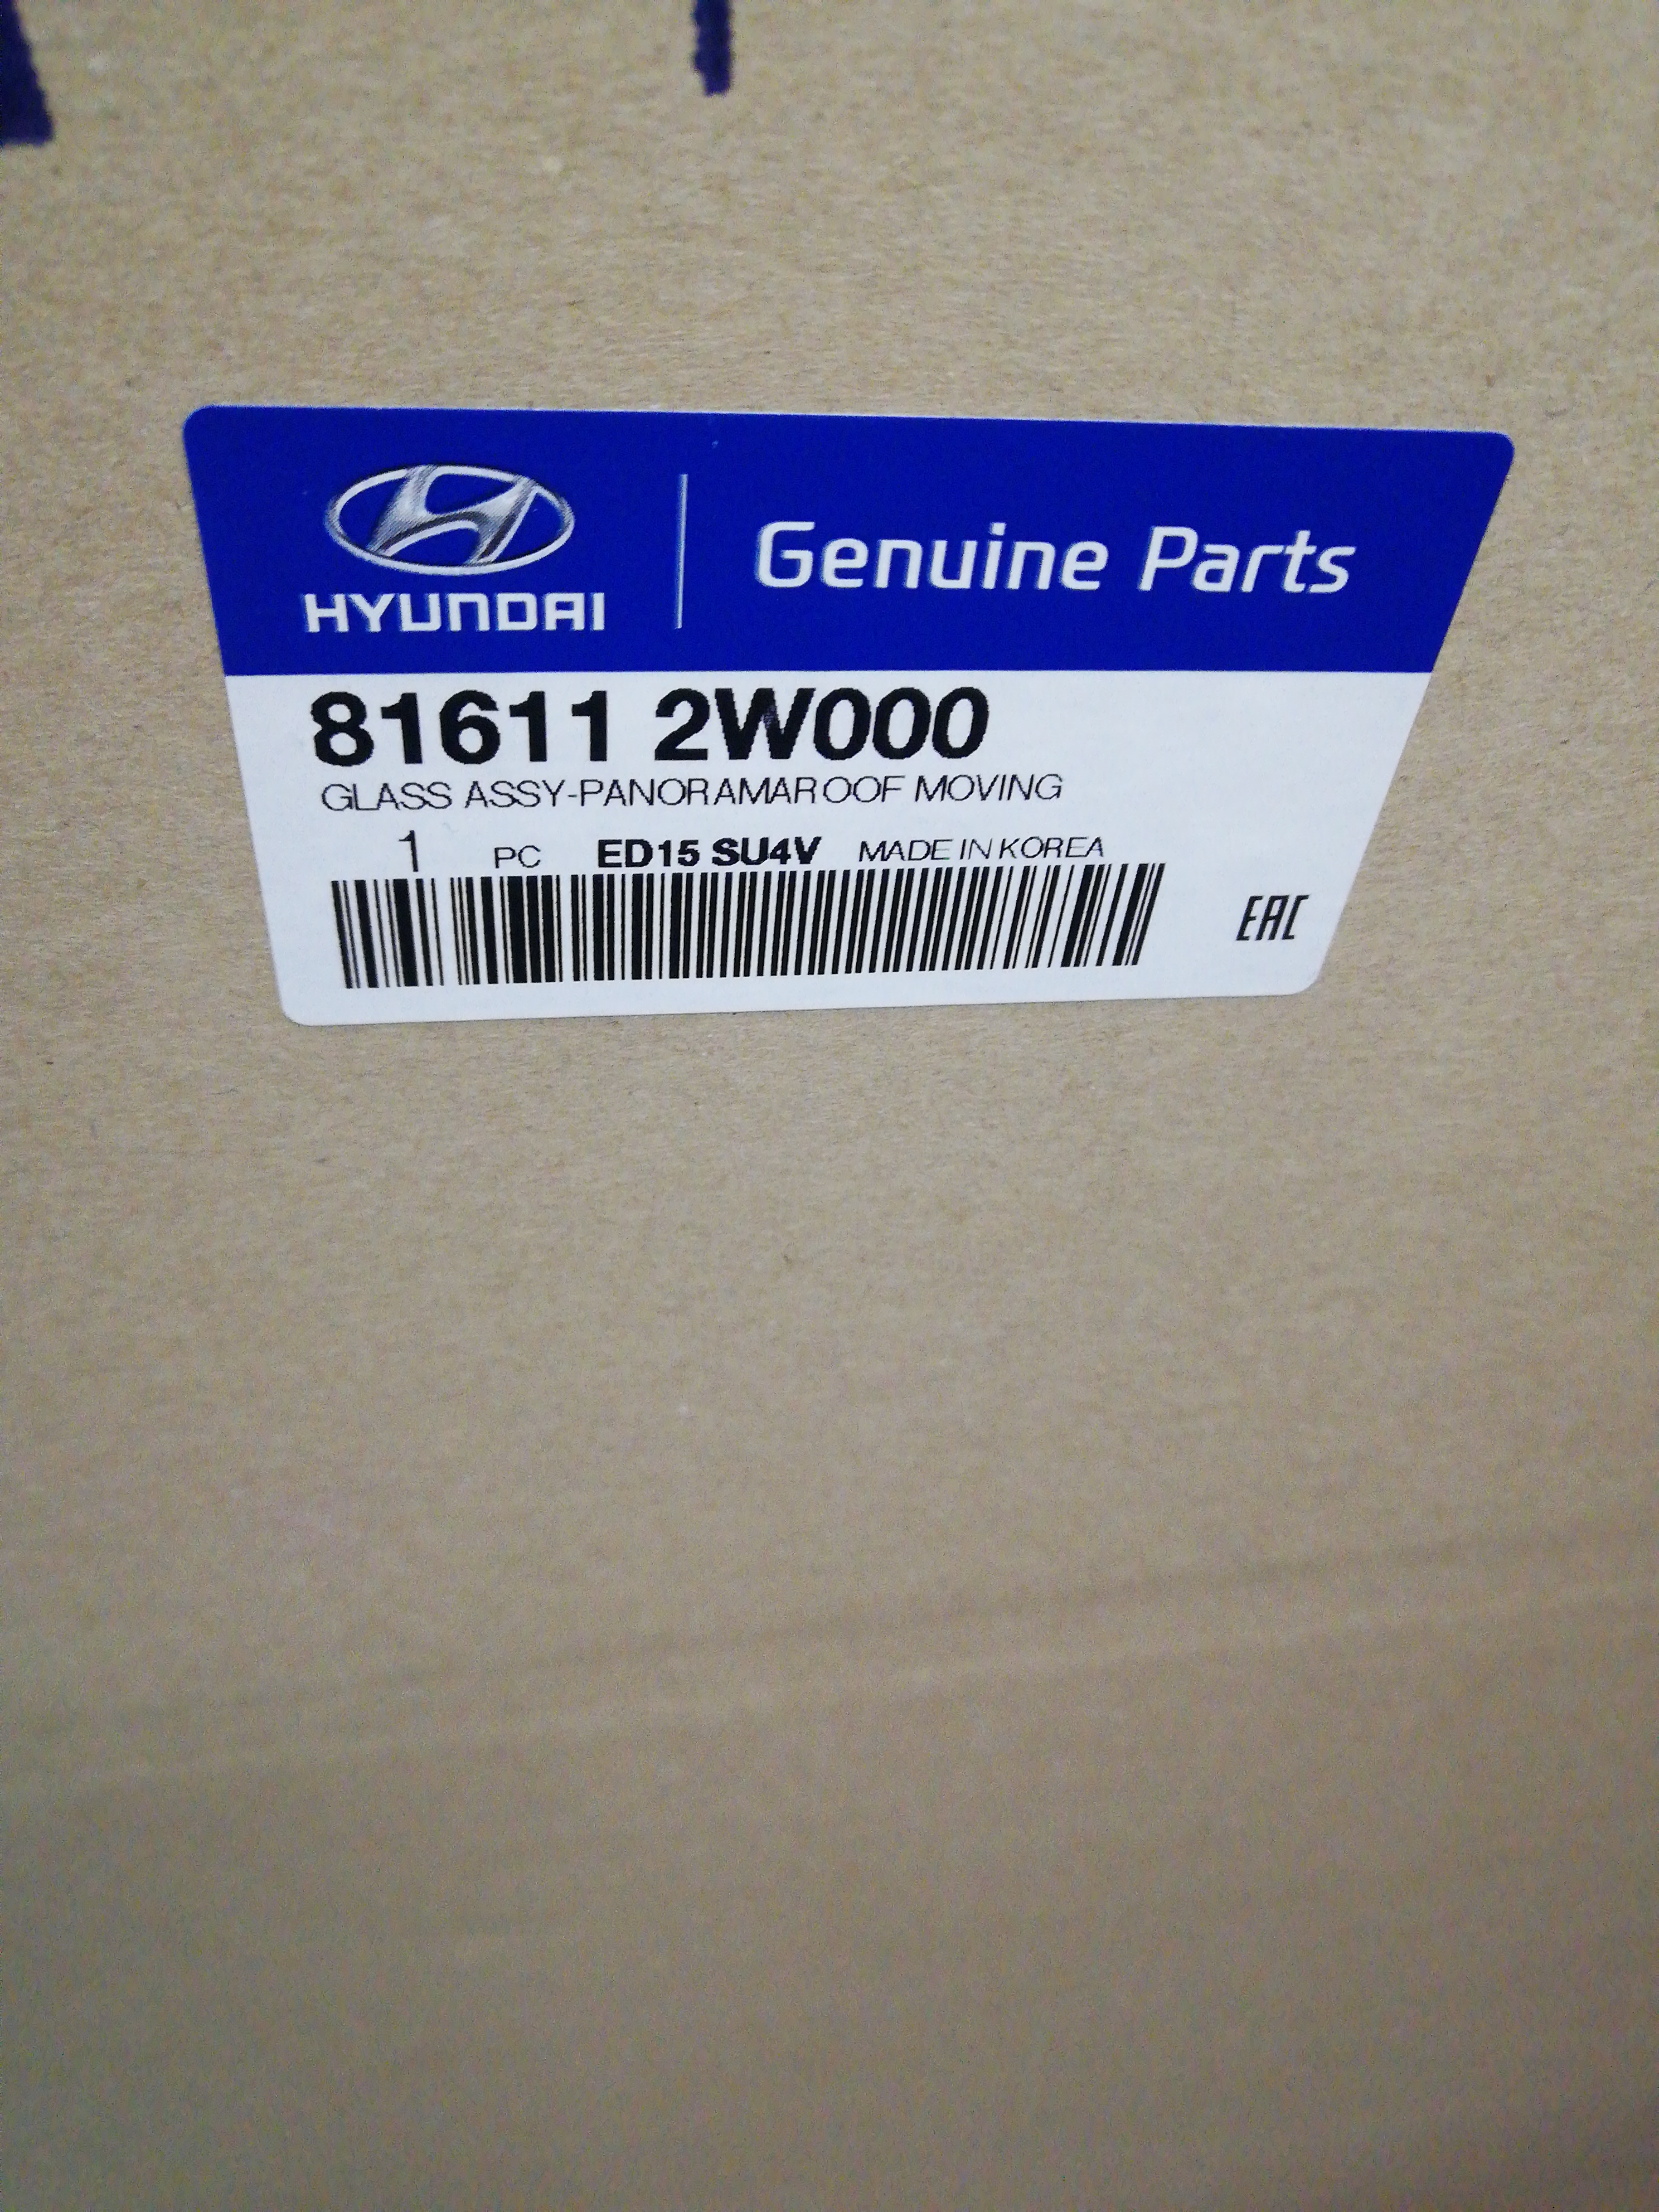 HYUNDAI
Genuine Parts
81611 2W000
GLASS ASSY-PANORAMAROOF MOVING
1 PC ED15 SU4V MADE IN KOREA
EAC